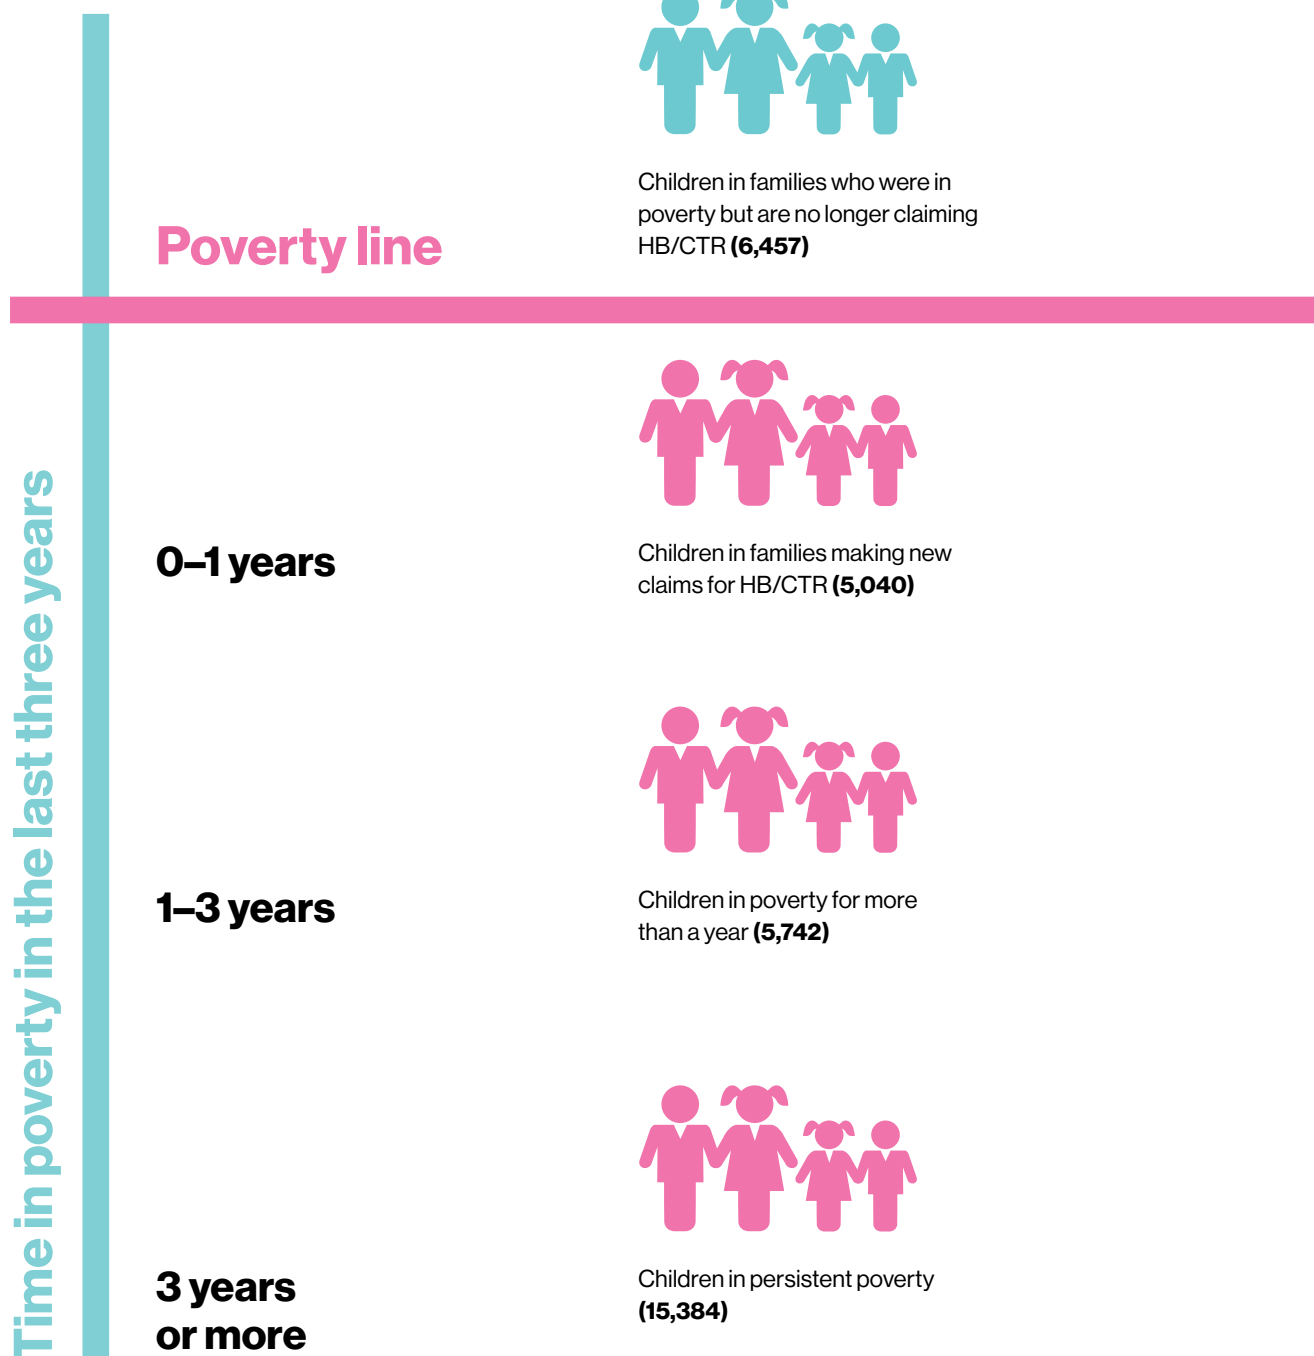 Children in families who were in
poverty but are no longer claiming
HB/CTR (6,457)
Poverty line
Time in poverty in the last three years
0–1 years
Children in families making new
claims for HB/CTR (5,040)
1–3 years
Children in poverty for more
than a year (5,742)
3 years
or more
Children in persistent poverty
(15,384)